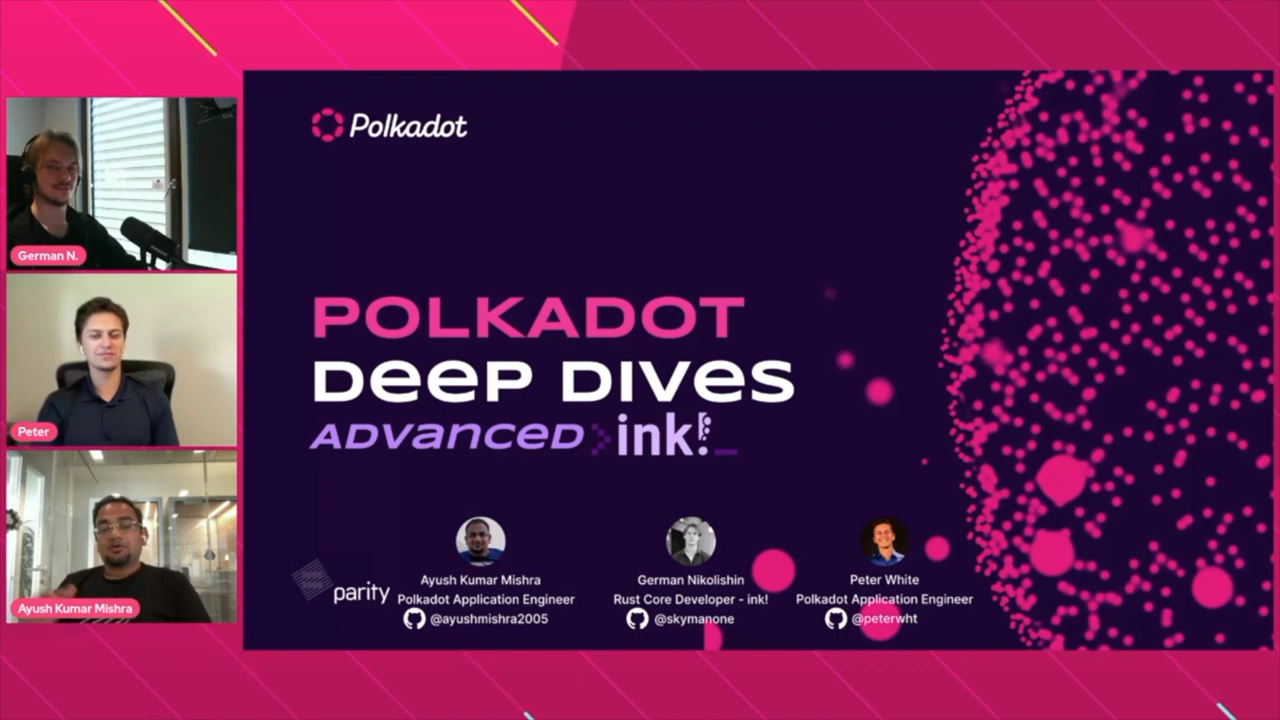 German N.
Peter
Ayush Kumar Mishra
Polkadot
POLKADOT
DEEP DIVES
ADVANCED ink!_
parity
Ayush Kumar Mishra
Polkadot Application Engineer
@ayushmishra2005
German Nikolishin
Rust Core Developer - ink!
@skymanone
Peter White
Polkadot Application Engineer
@peterwht